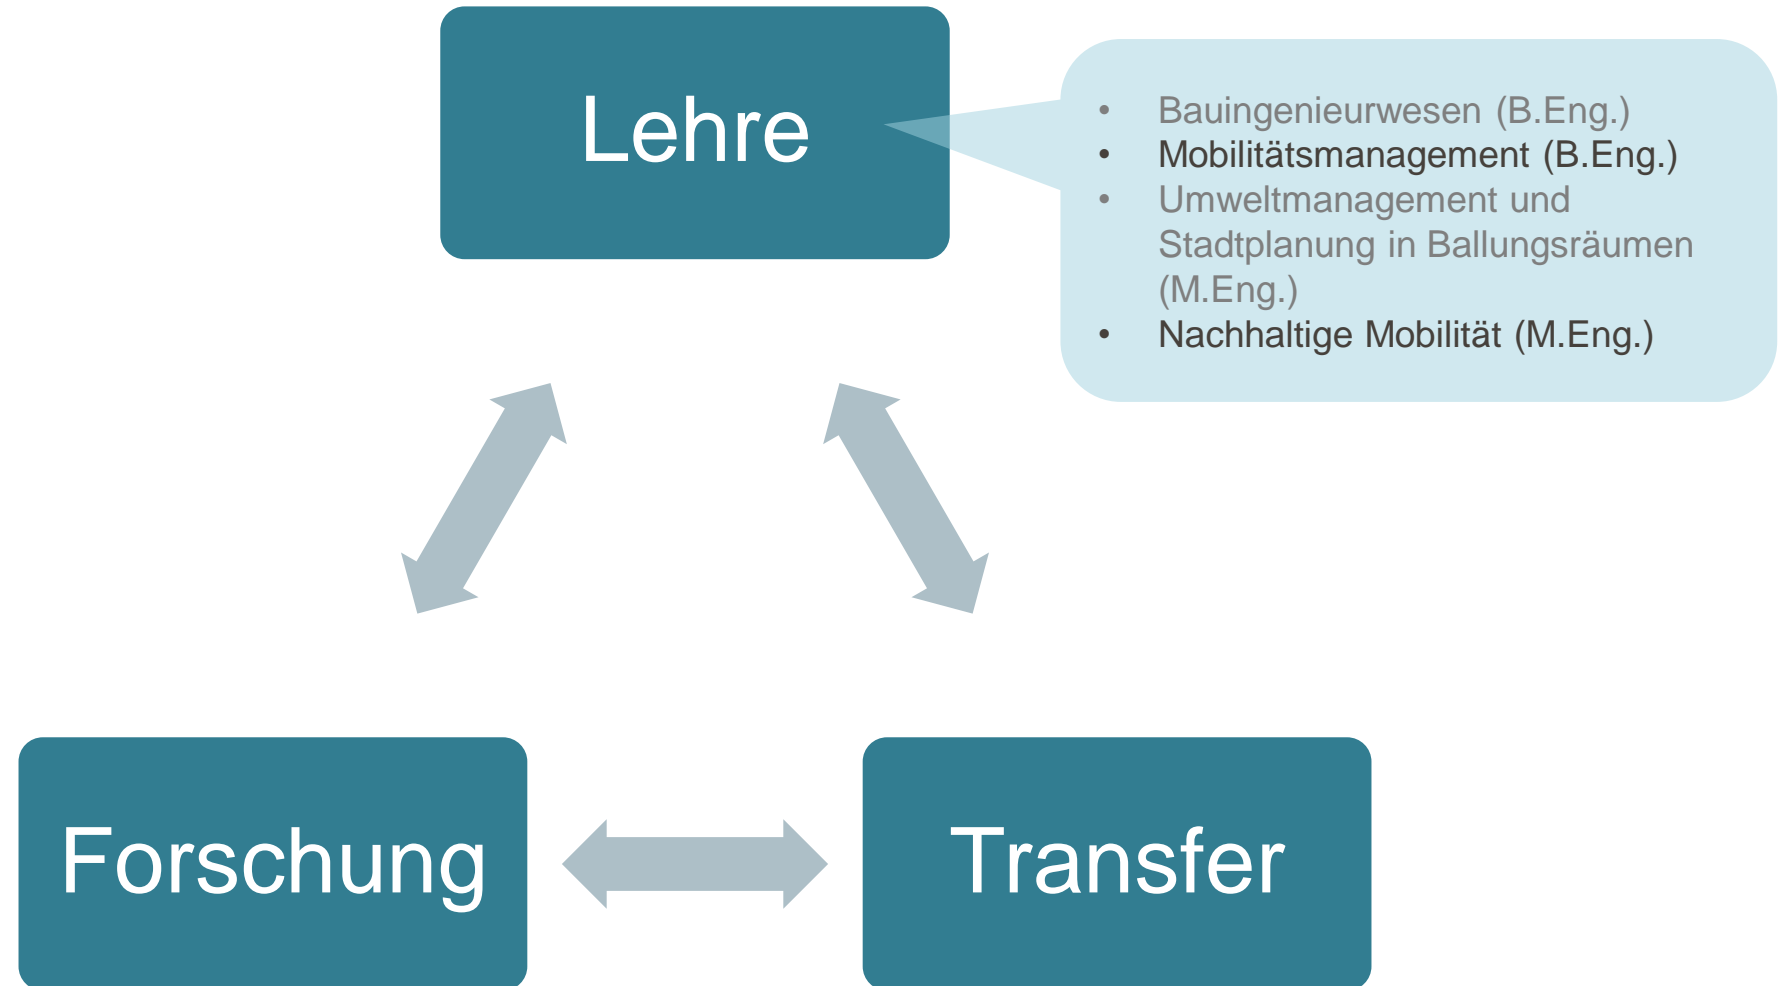 Lehre
• Bauingenieurwesen (B.Eng.)
• Mobilitätsmanagement (B.Eng.)
• Umweltmanagement und
Stadtplanung in Ballungsräumen
(M.Eng.)
• Nachhaltige Mobilität (M.Eng.)
Forschung
Transfer